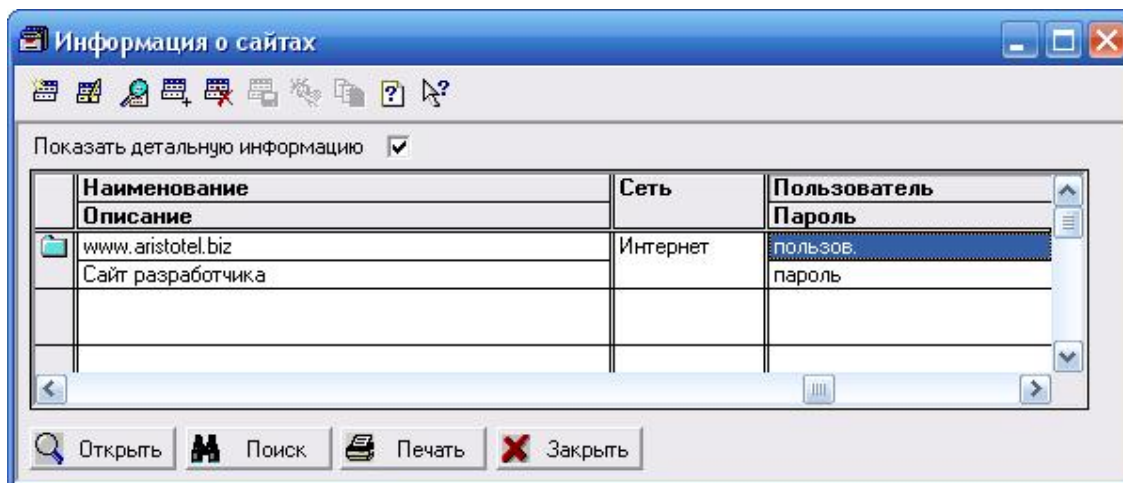 Информация о сайтах
Показать детальную информацию
Наименование Сеть Пользователь
Описание Пароль
www.aristotel.biz Интернет пользов.
Сайт разработчика пароль
Открыть Поиск Печать Закрыть